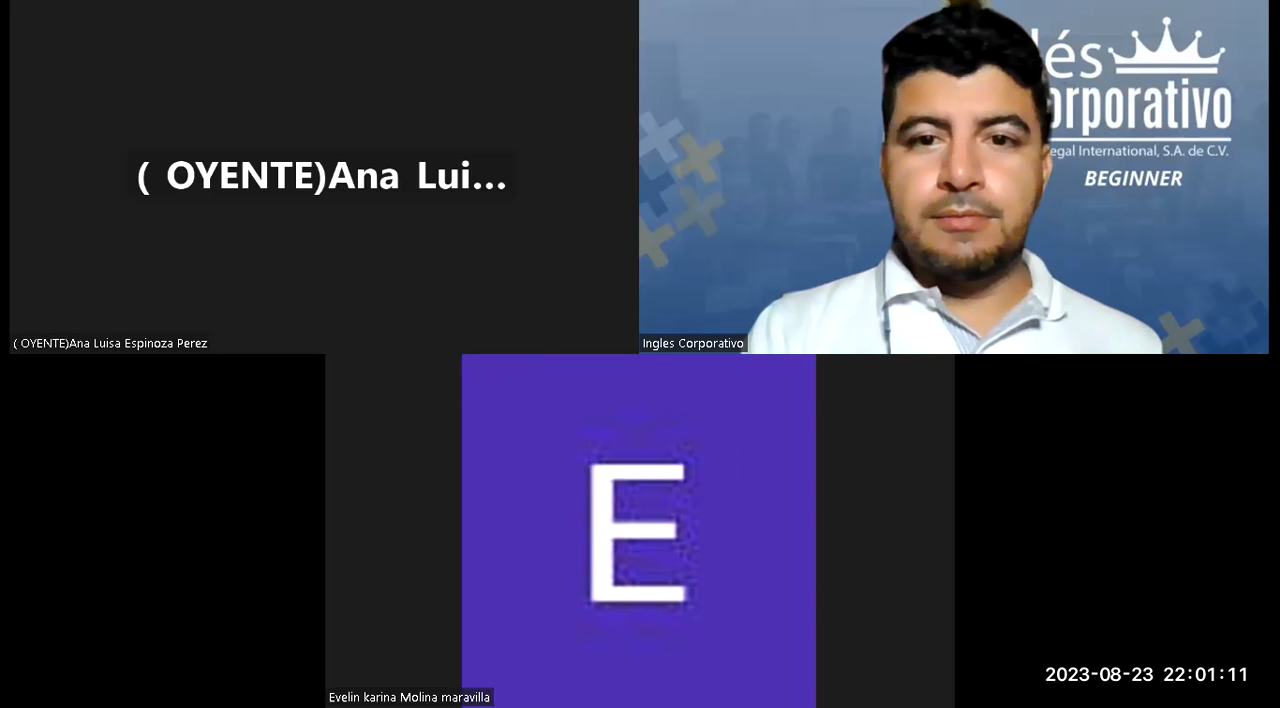 ( OYENTE)Ana Lui...
( OYENTE)Ana Luisa Espinoza Perez
lés
orporativo
egal International, S.A. de C.V.
BEGINNER
Ingles Corporativo
E
Evelin karina Molina maravilla
2023-08-23 22:01:11